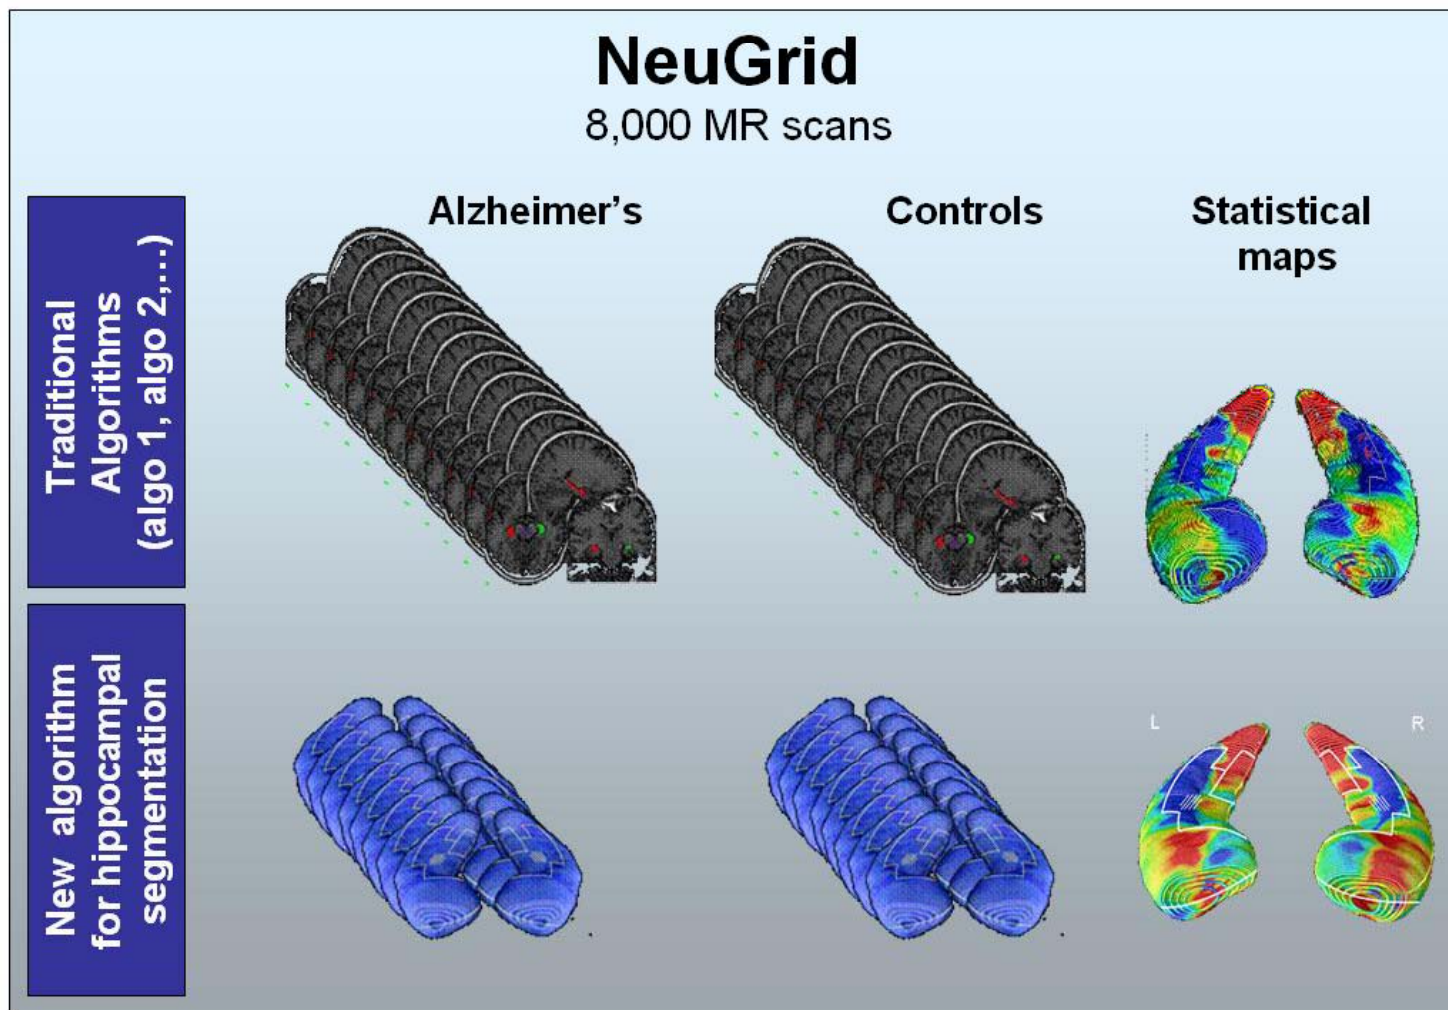 NeuGrid
8,000 MR scans
Alzheimer's
Controls
Statistical
maps
Traditional
Algorithms
(algo 1, algo 2,...)
New algorithm
for hippocampal
segmentation
L
R